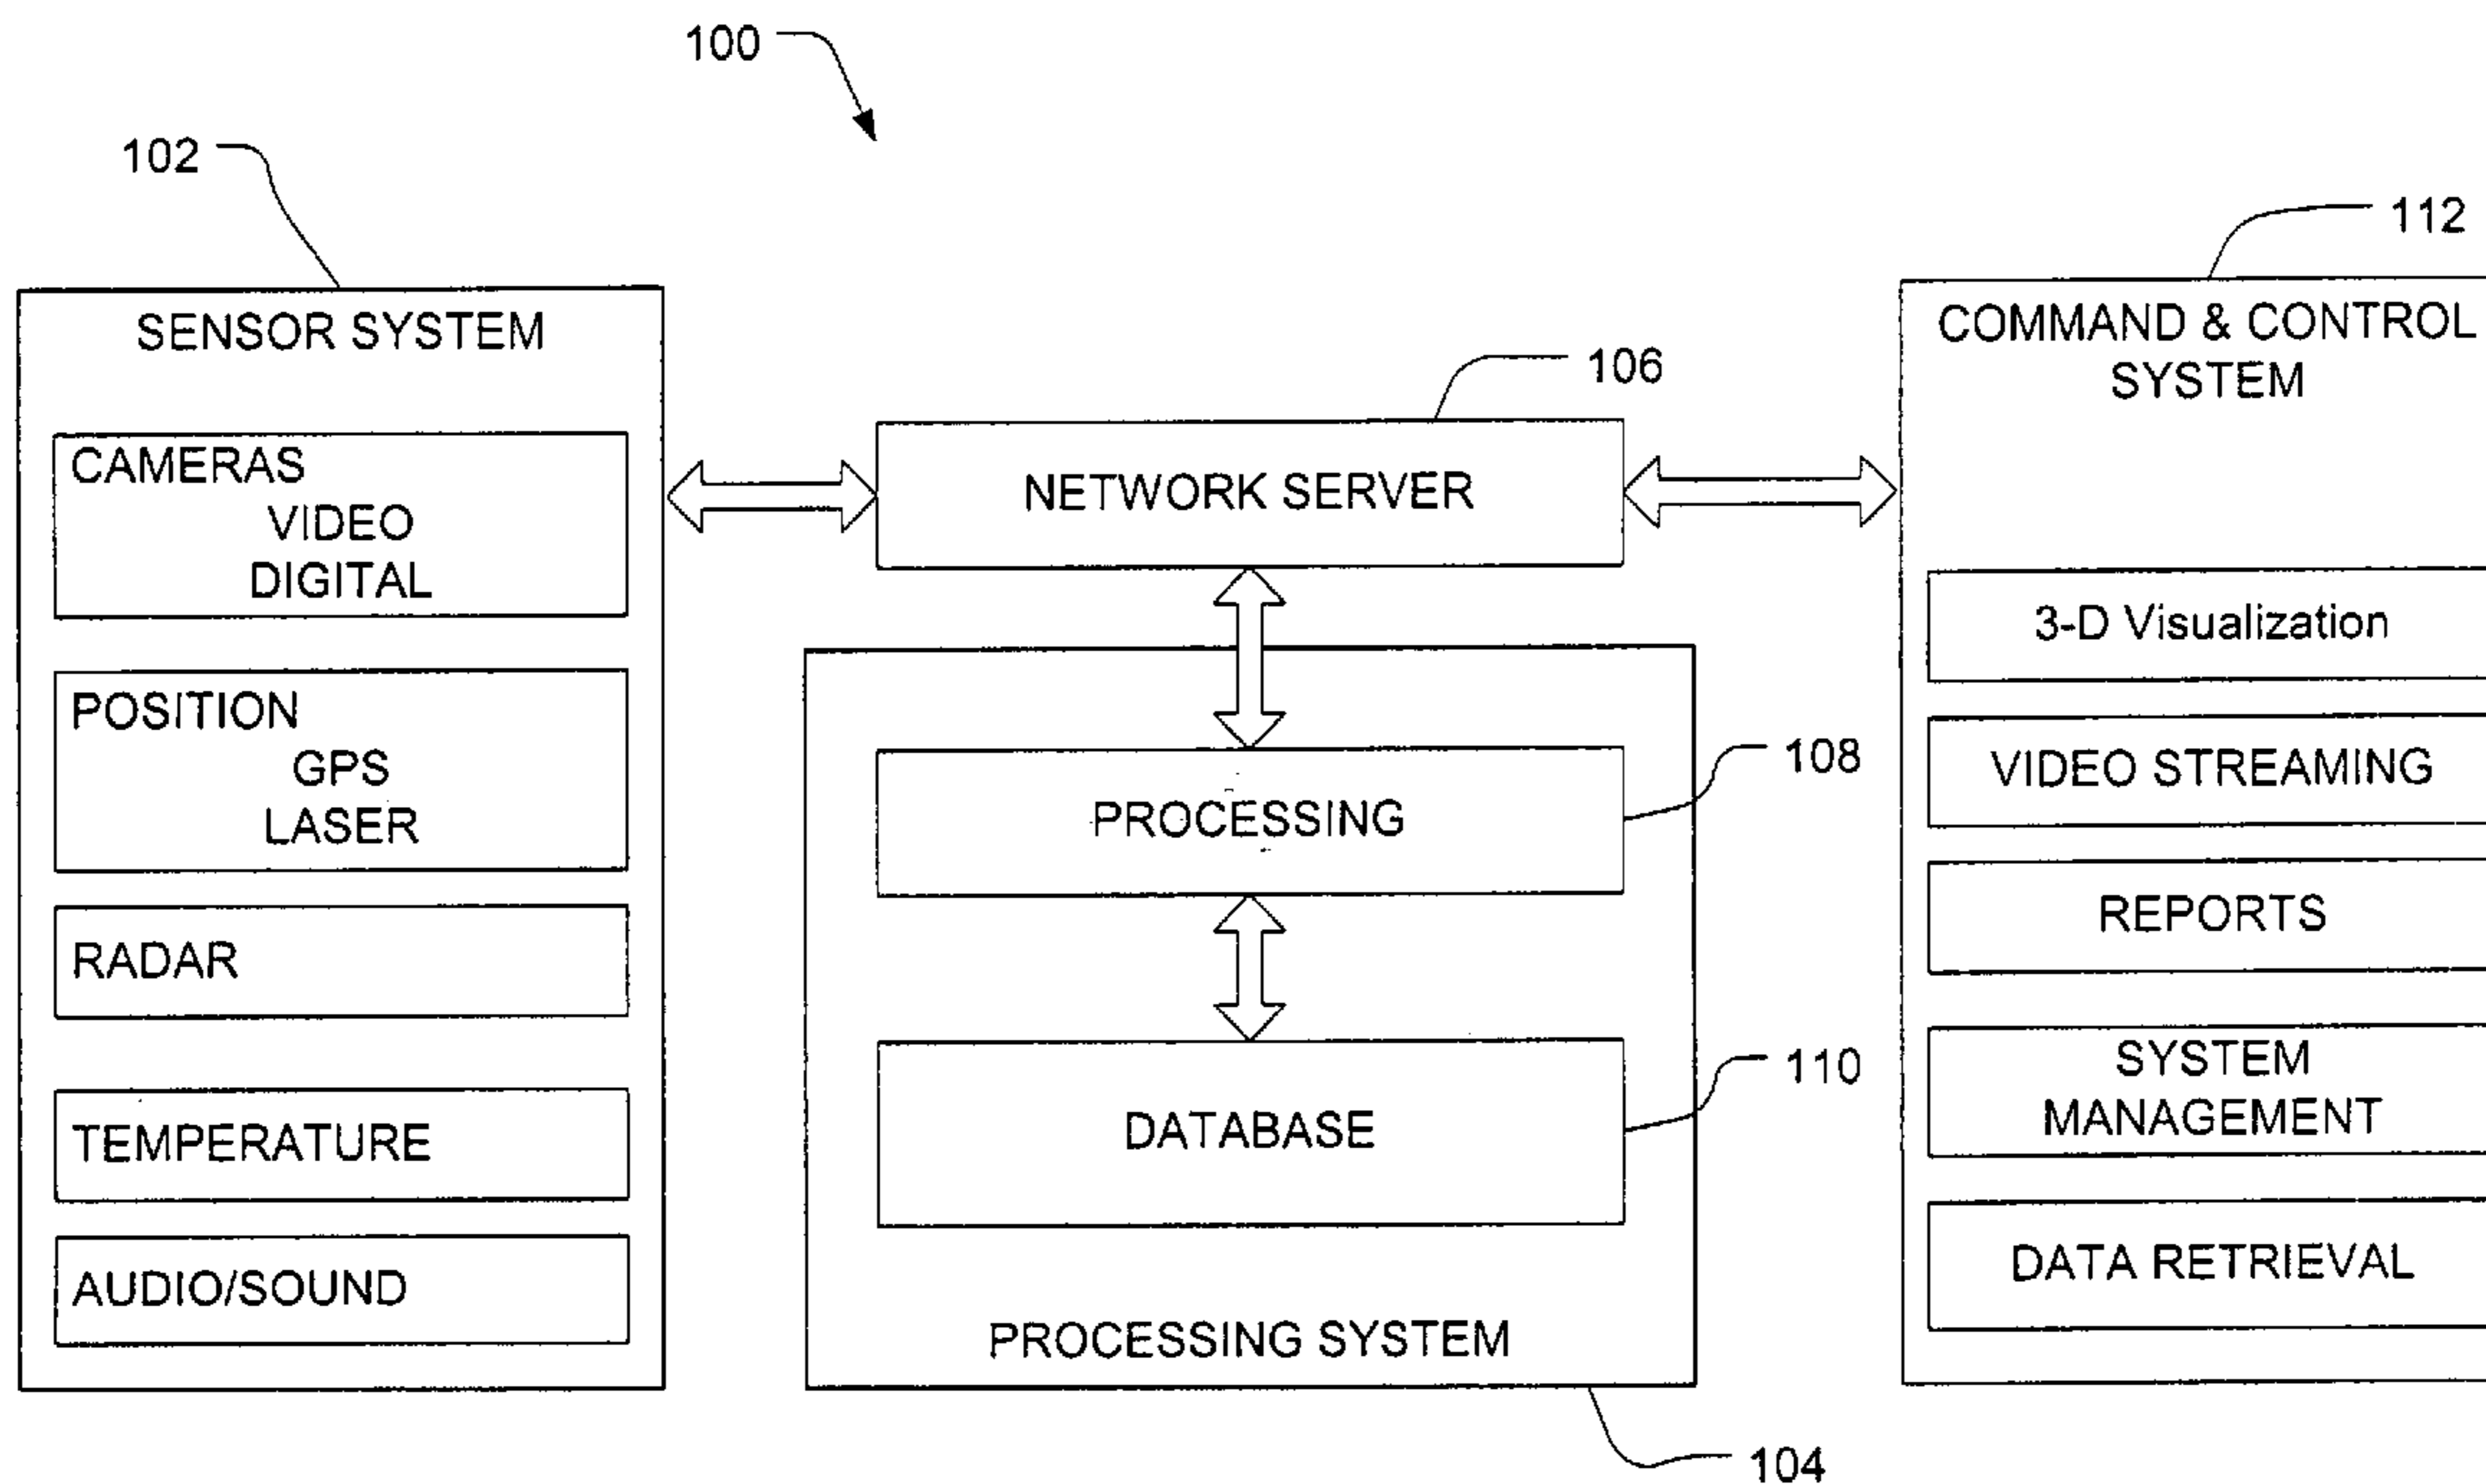 100
102
SENSOR SYSTEM
CAMERAS
VIDEO
DIGITAL
POSITION
GPS
LASER
RADAR
TEMPERATURE
AUDIO/SOUND
106
NETWORK SERVER
108
PROCESSING
110
DATABASE
PROCESSING SYSTEM
104
112
COMMAND & CONTROL
SYSTEM
3-D Visualization
VIDEO STREAMING
REPORTS
SYSTEM
MANAGEMENT
DATA RETRIEVAL